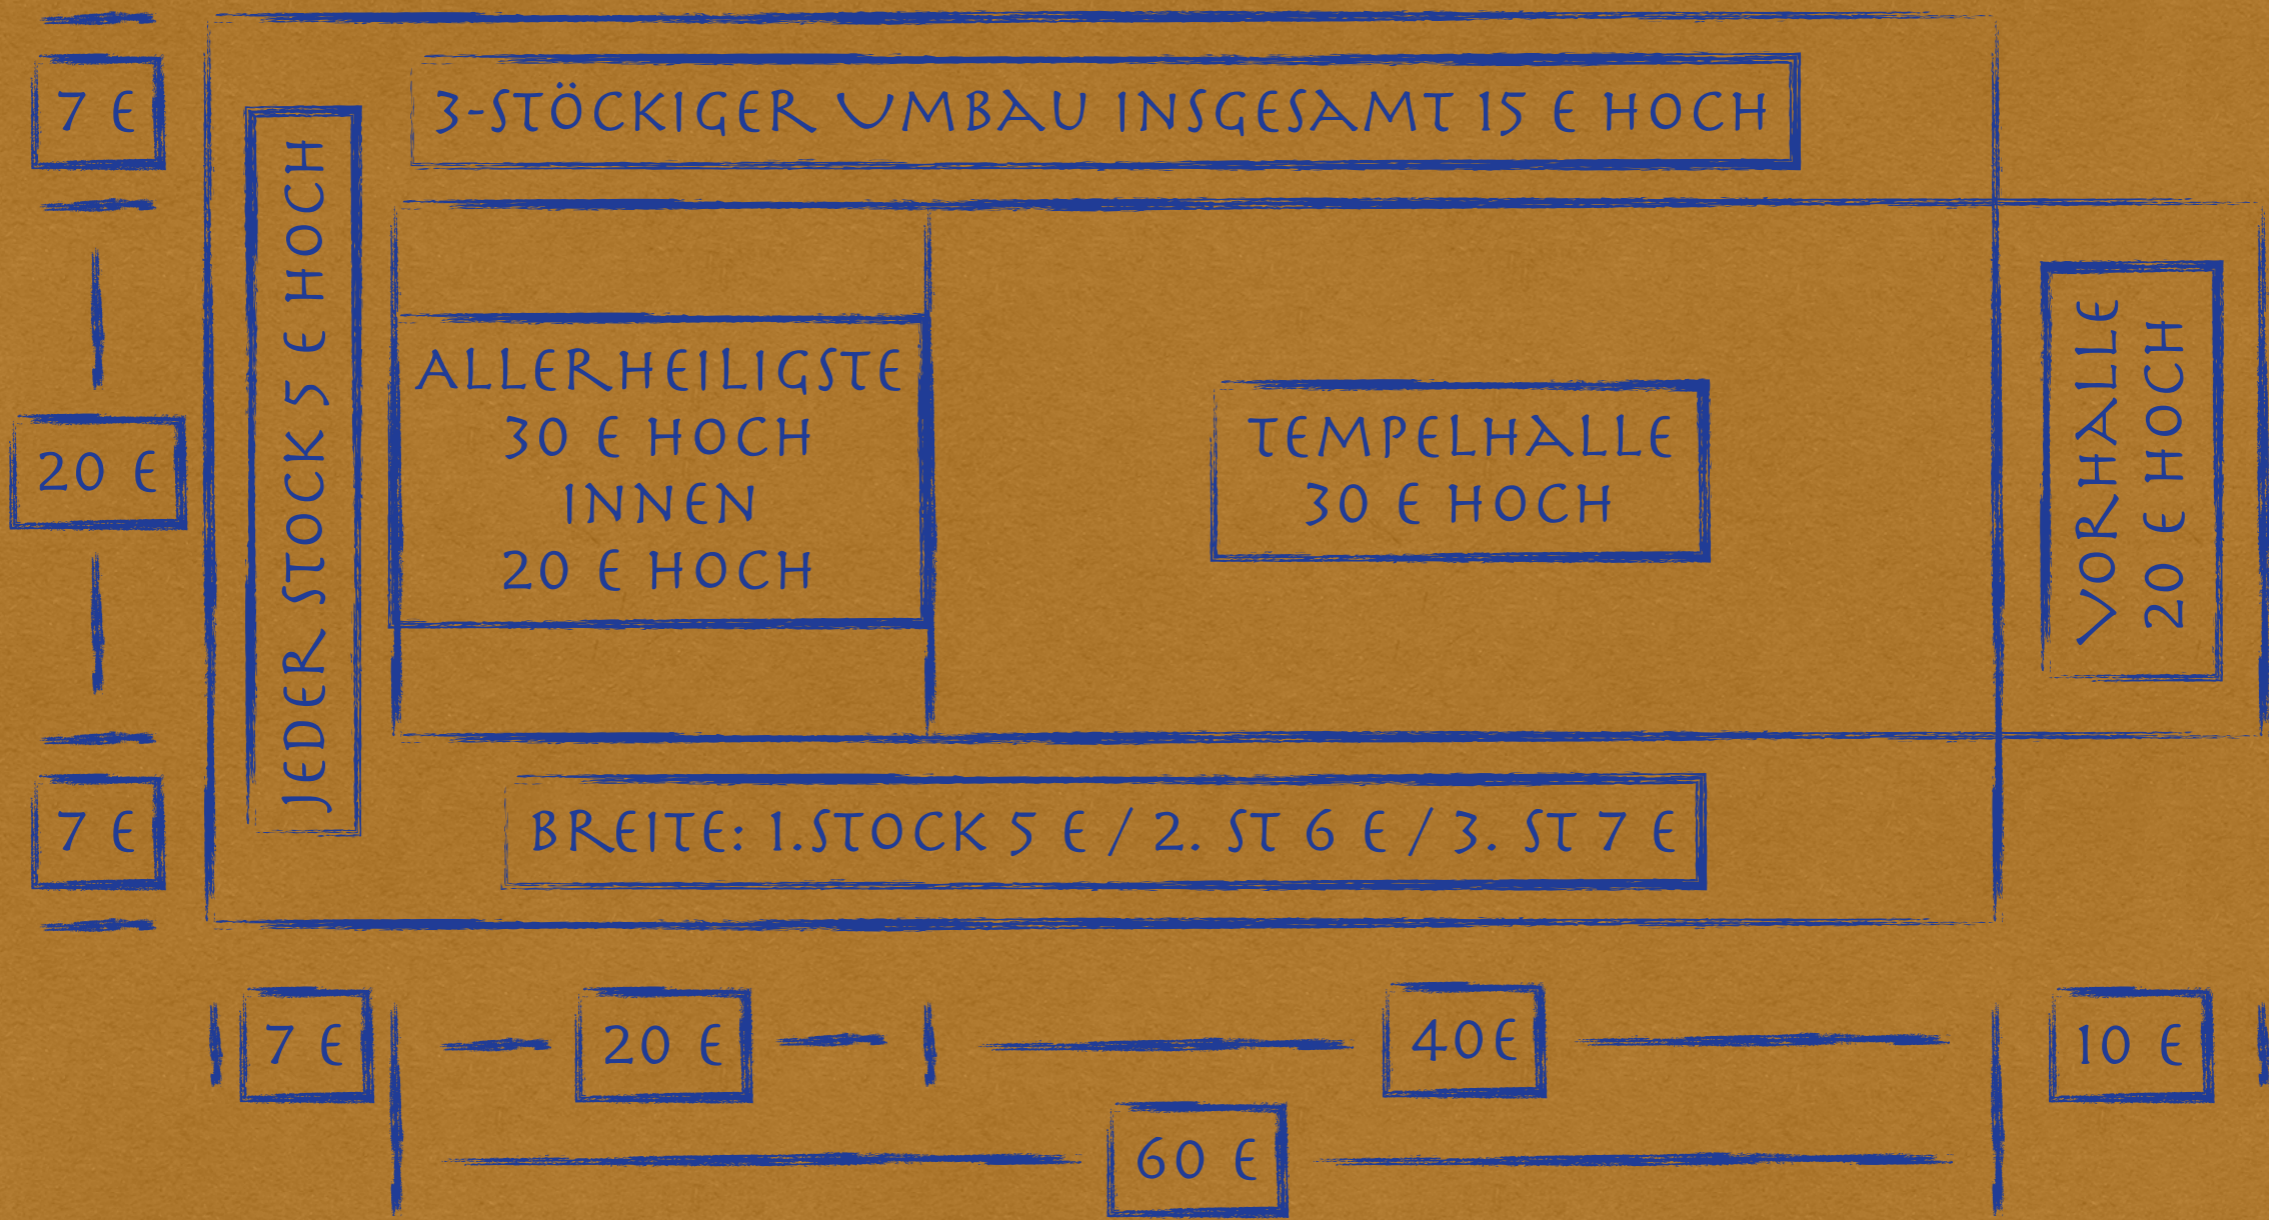 7 E
3-STÖCKIGER UMBAU INSGESAMT 15 E HOCH
JEDER STOCK 5 E HOCH
ALLERHEILIGSTE
30 E HOCH
INNEN
20 E HOCH
TEMPELHALLE
30 E HOCH
VORHALLE
20 E HOCH
20 E
7 E
BREITE: 1.STOCK 5 E / 2. ST 6 E / 3. ST 7 E
7 E
20 E
40E
10 E
60 E